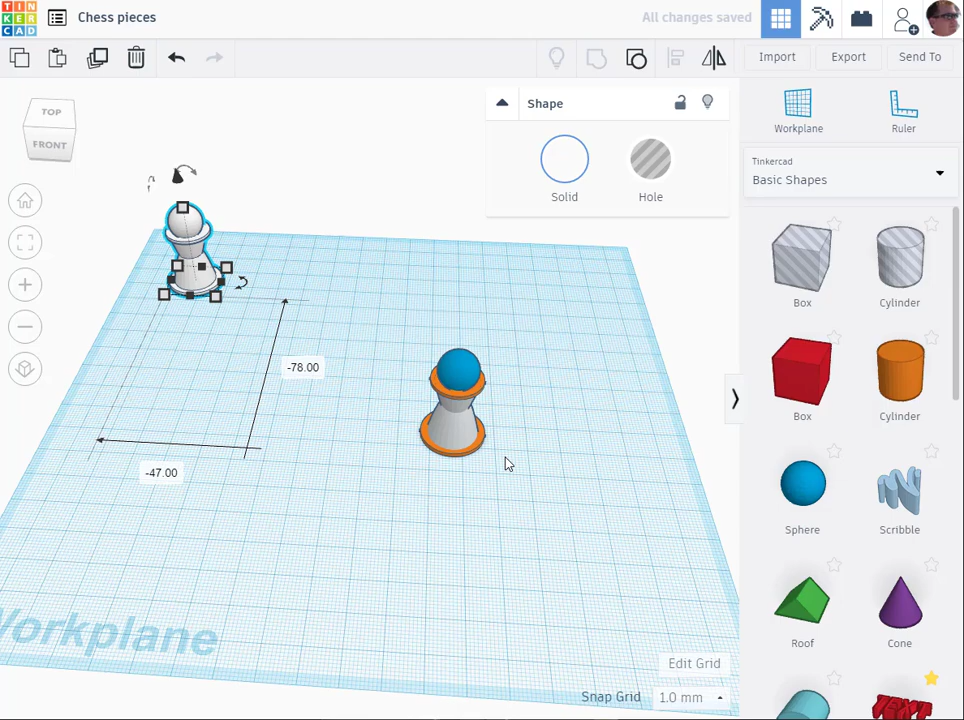 TIN
KER
CAD
Chess pieces
All changes saved
Import
Export
Send To
TOP
FRONT
Shape
Solid
Hole
Workplane
Ruler
Tinkercad
Basic Shapes
Box
Cylinder
Box
Cylinder
Sphere
Scribble
Roof
Cone
TEXT
-78.00
-47.00
Workplane
Edit Grid
Snap Grid
1.0 mm